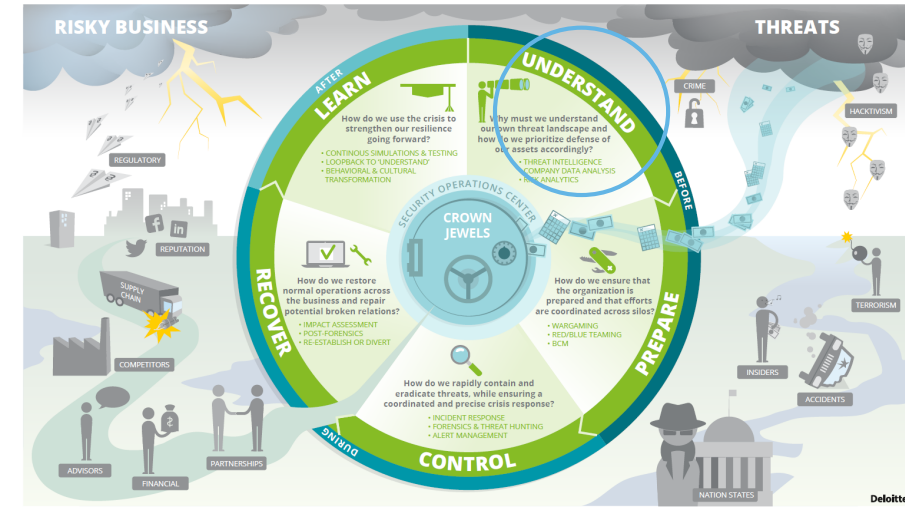 RISKY BUSINESS
THREATS
AFTER
LEARN
How do we use the crisis to
strengthen our resilience
going forward?
• CONTINOUS SIMULATIONS & TESTING
• LOOPBACK TO 'UNDERSTAND'
• BEHAVIORAL & CULTURAL
TRANSFORMATION
UNDERSTAND
Why must we understand
our own threat landscape and
how do we prioritize defense of
our assets accordingly?
• THREAT INTELLIGENCE
• COMPANY DATA ANALYSIS
• RISK ANALYTICS
BEFORE
CRIME
HACKTIVISM
REGULATORY
REPUTATION
f
in
SUPPLY
CHAIN
COMPETITORS
SECURITY OPERATIONS CENTER
CROWN
JEWELS
RECOVER
How do we restore
normal operations across
the business and repair
potential broken relations?
• IMPACT ASSESSMENT
• POST-FORENSICS
• RE-ESTABLISH OR DIVERT
PREPARE
How do we ensure that
the organization is
prepared and that efforts
are coordinated across silos?
• WARGAMING
• RED/BLUE TEAMING
• BCM
TERRORISM
INSIDERS
ACCIDENTS
How do we rapidly contain and
eradicate threats, while ensuring a
coordinated and precise crisis response?
• INCIDENT RESPONSE
• FORENSICS & THREAT HUNTING
• ALERT MANAGEMENT
DURING
CONTROL
ADVISORS
$
FINANCIAL
PARTNERSHIPS
NATION STATES
Deloitte